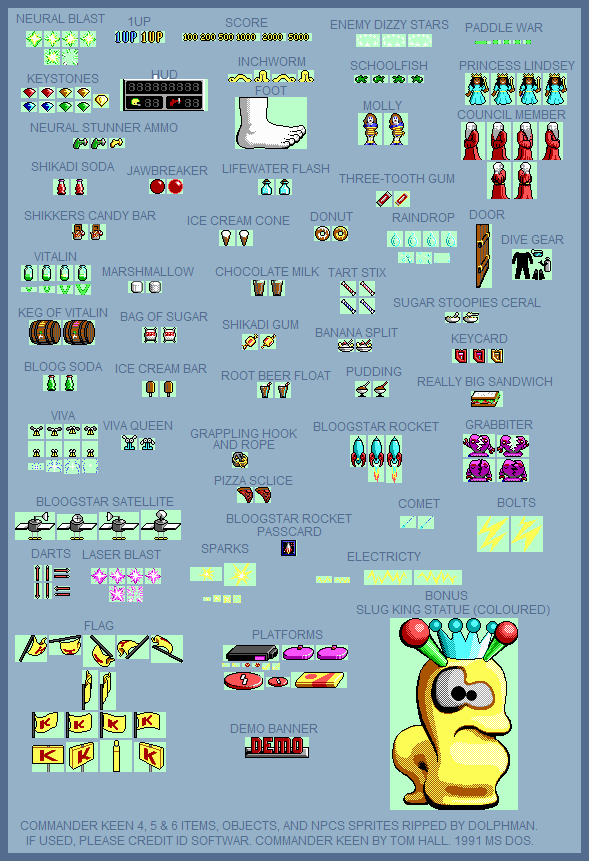 NEURAL BLAST
1UP
SCORE
ENEMY DIZZY STARS
PADDLE WAR
1UP 1UP
100 200 500 1000 2000 5000
KEYSTONES
HUD
INCHWORM
SCHOOLFISH
PRINCESS LINDSEY
FOOT
MOLLY
COUNCIL MEMBER
NEURAL STUNNER AMMO
SHIKADI SODA
JAWBREAKER
LIFEWATER FLASH
THREE-TOOTH GUM
SHIKKERS CANDY BAR
ICE CREAM CONE
DONUT
RAINDROP
DOOR
DIVE GEAR
VITALIN
MARSHMALLOW
CHOCOLATE MILK
TART STIX
SUGAR STOOPIES CERAL
KEG OF VITALIN
BAG OF SUGAR
SHIKADI GUM
BANANA SPLIT
KEYCARD
BLOOG SODA
ICE CREAM BAR
ROOT BEER FLOAT
PUDDING
REALLY BIG SANDWICH
VIVA
VIVA QUEEN
GRAPPLING HOOK
AND ROPE
BLOOGSTAR ROCKET
GRABBITER
PIZZA SCLICE
BLOOGSTAR SATELLITE
BLOOGSTAR ROCKET
PASSCARD
COMET
BOLTS
DARTS
LASER BLAST
SPARKS
ELECTRICTY
BONUS
SLUG KING STATUE (COLOURED)
FLAG
PLATFORMS
K K K K
K K K
DEMO BANNER
DEMO
COMMANDER KEEN 4, 5 & 6 ITEMS, OBJECTS, AND NPCS SPRITES RIPPED BY DOLPHMAN.
IF USED, PLEASE CREDIT ID SOFTWAR. COMMANDER KEEN BY TOM HALL. 1991 MS DOS.